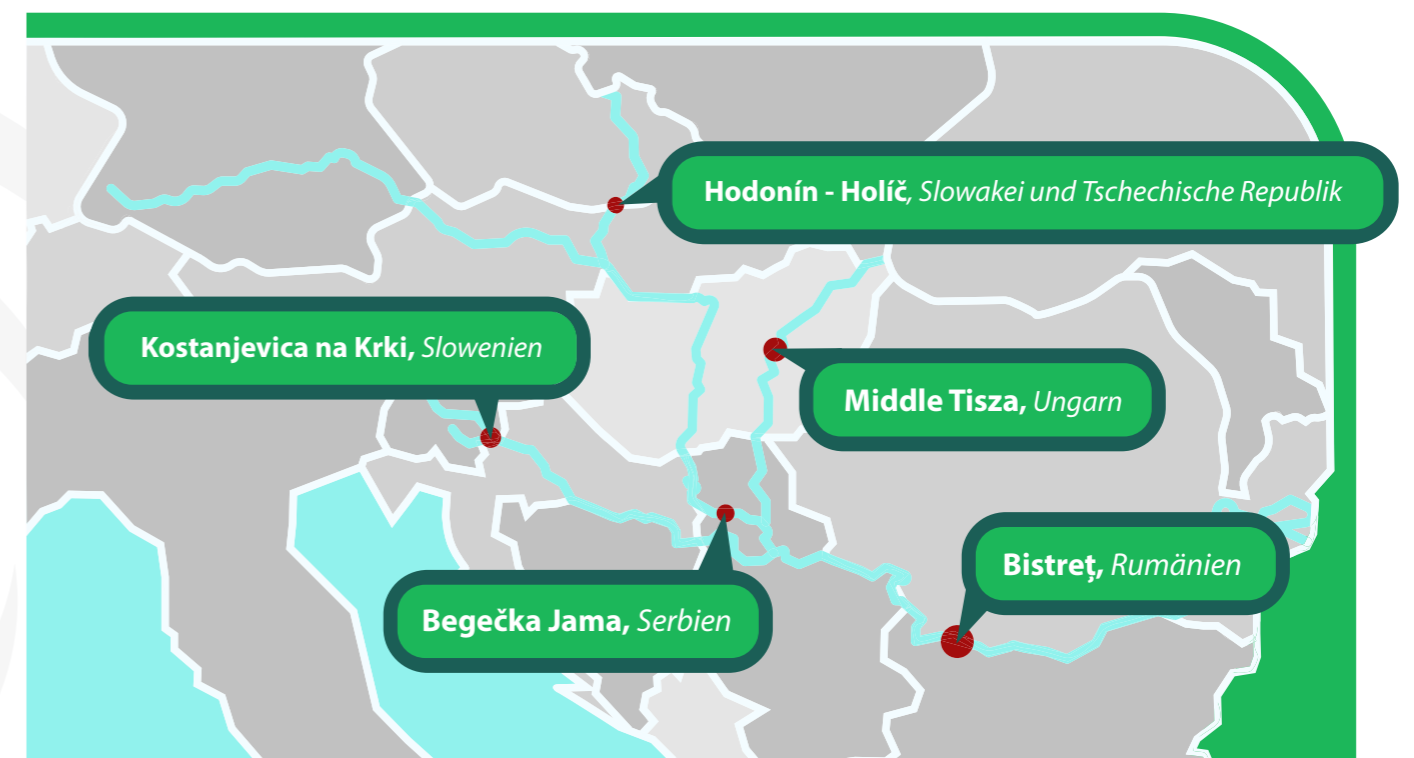 Hodonín - Holíč, Slowakei und Tschechische Republik
Kostanjevica na Krki, Slowenien
Middle Tisza, Ungarn
Bistreț, Rumänien
Begečka Jama, Serbien